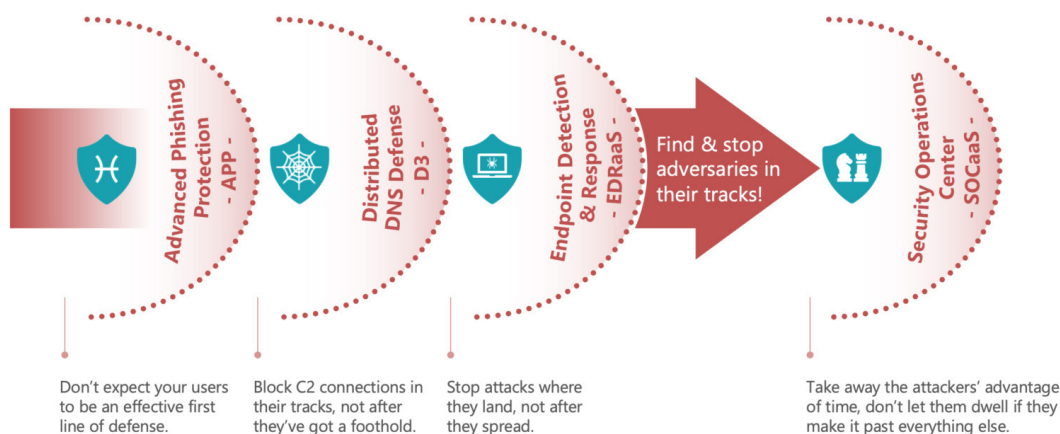 Advanced Phishing
Protection
- APP -
Distributed
DNS Defense
- D3 -
Endpoint Detection
& Response
- EDRaaS -
Find & stop
adversaries in
their tracks!
Security Operations
Center
- SOCaaS -
Don't expect your users
to be an effective first
line of defense.
Block C2 connections in
their tracks, not after
they've got a foothold.
Stop attacks where
they land, not after
they spread.
Take away the attackers' advantage
of time, don't let them dwell if they
make it past everything else.